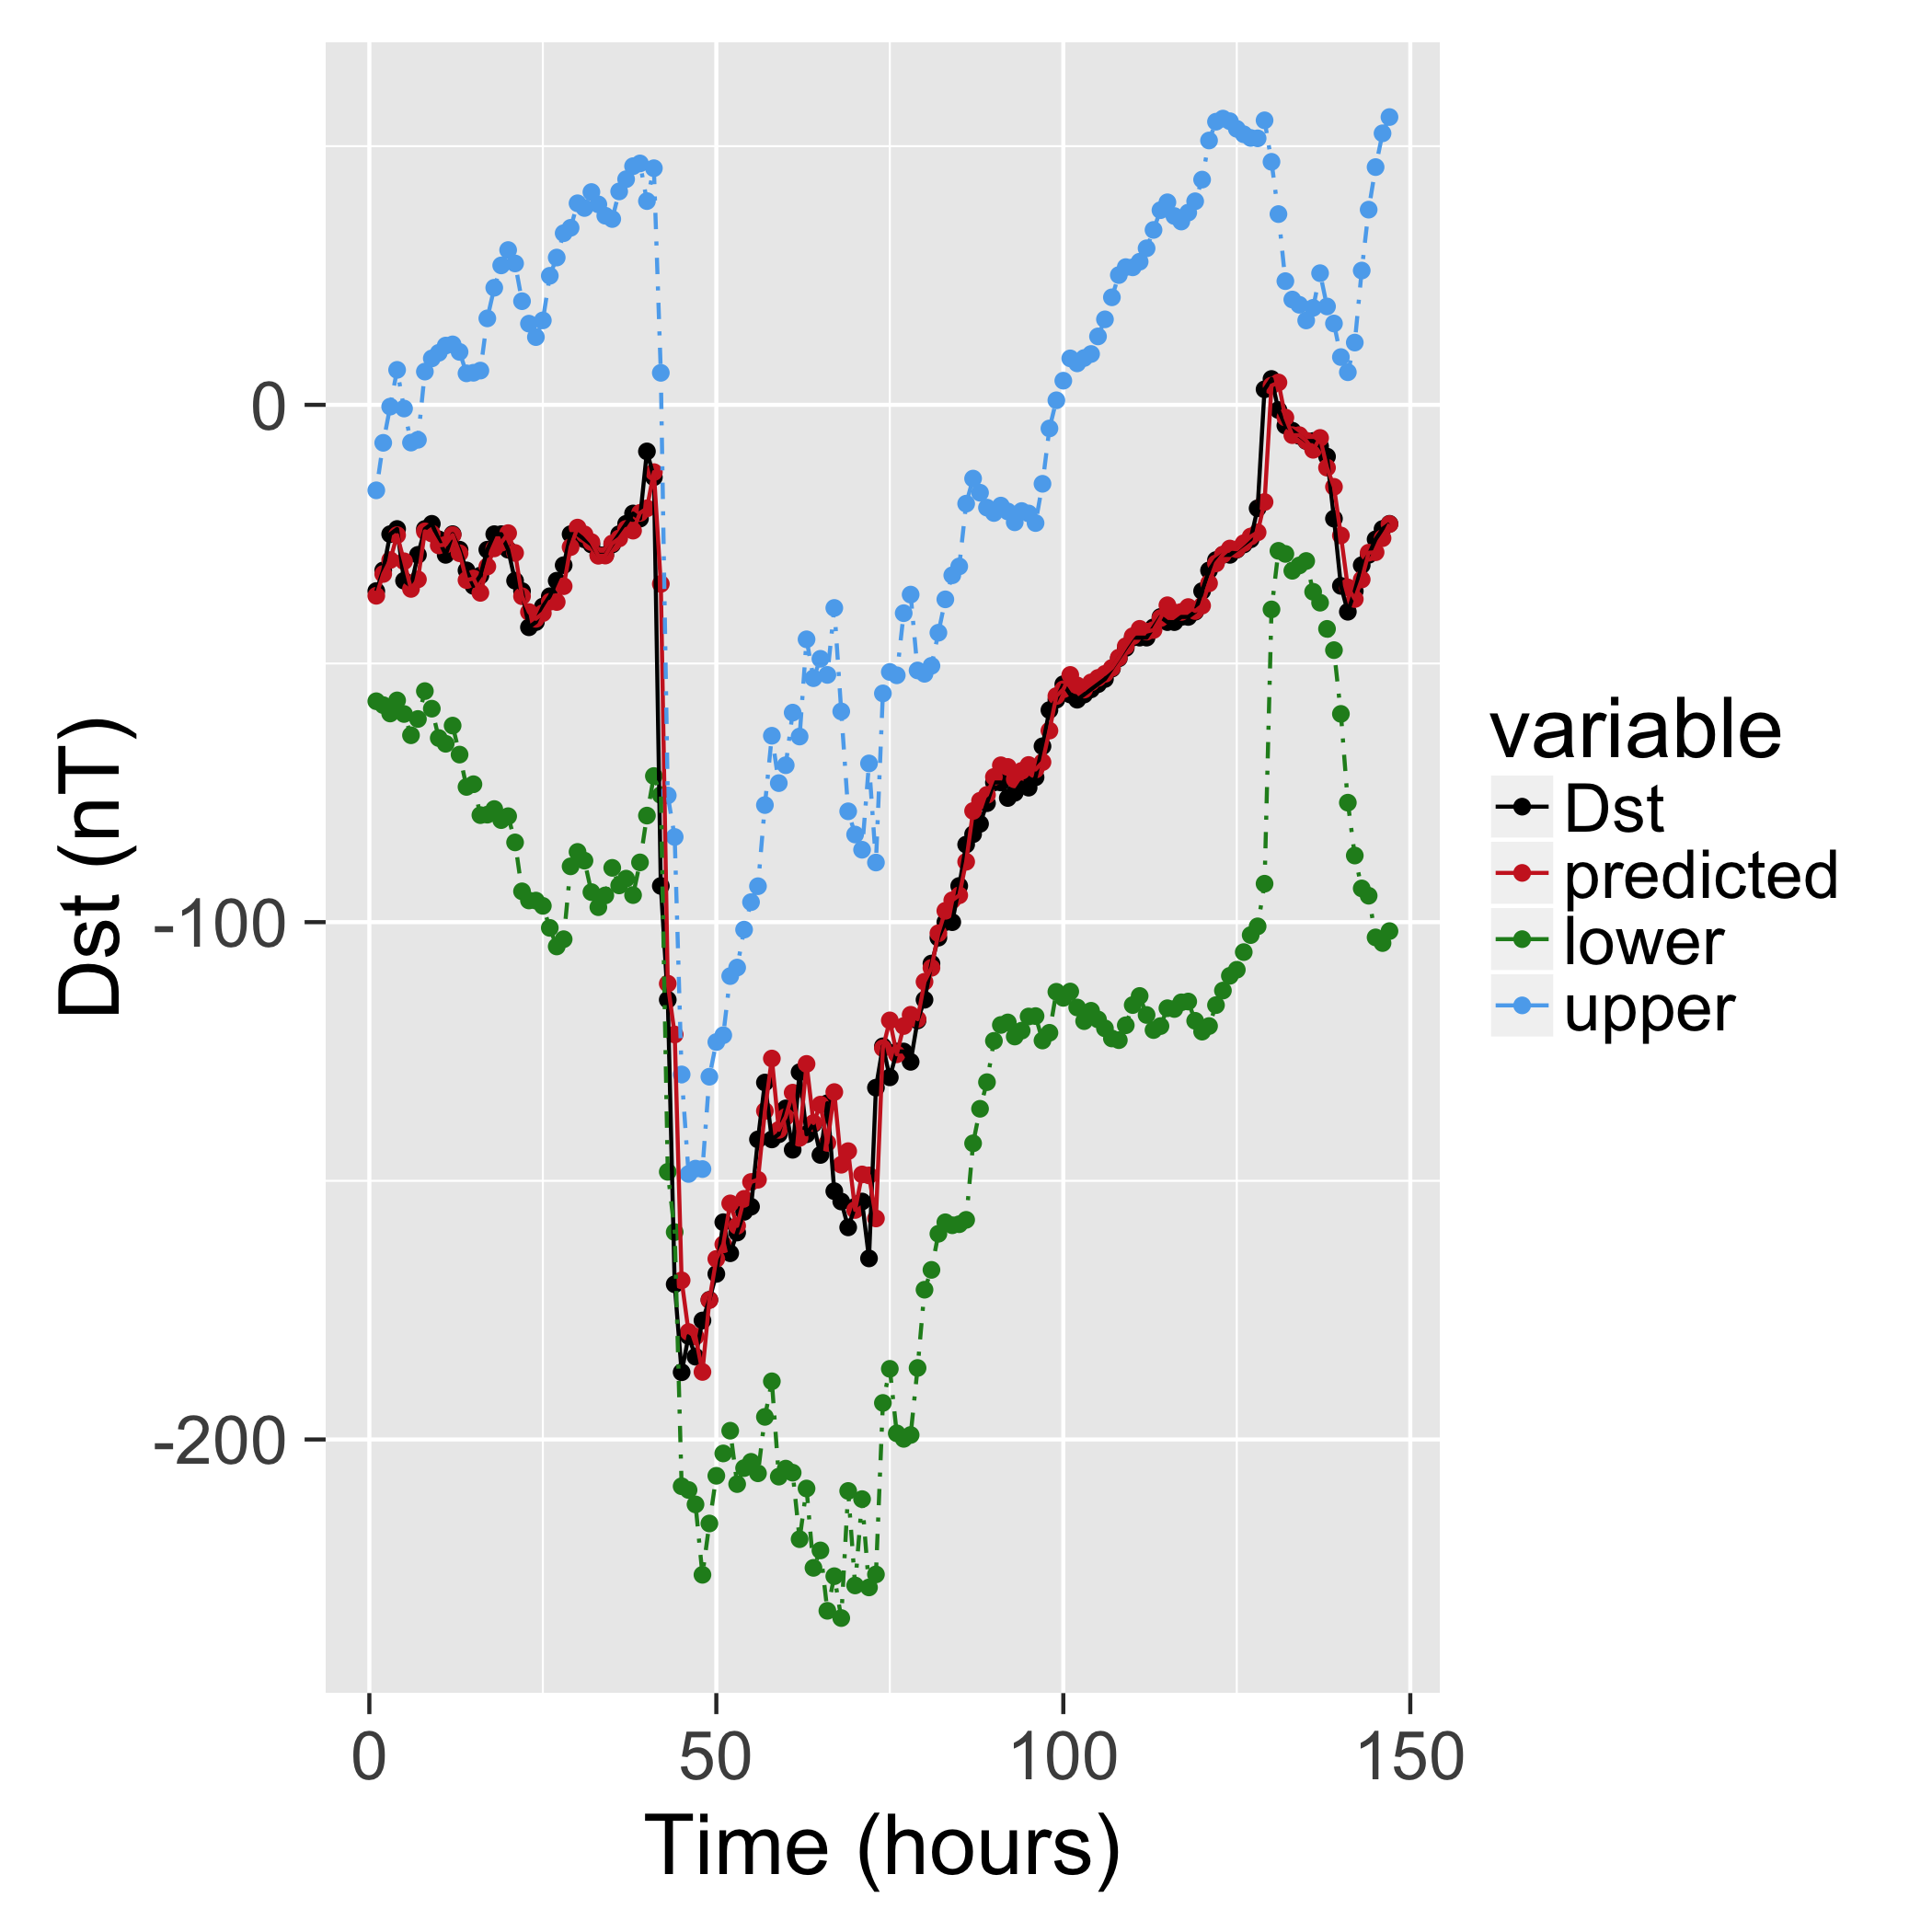 Dst (nT)
0
-100
-200
0 50 100 150
Time (hours)
variable
Dst
predicted
lower
upper